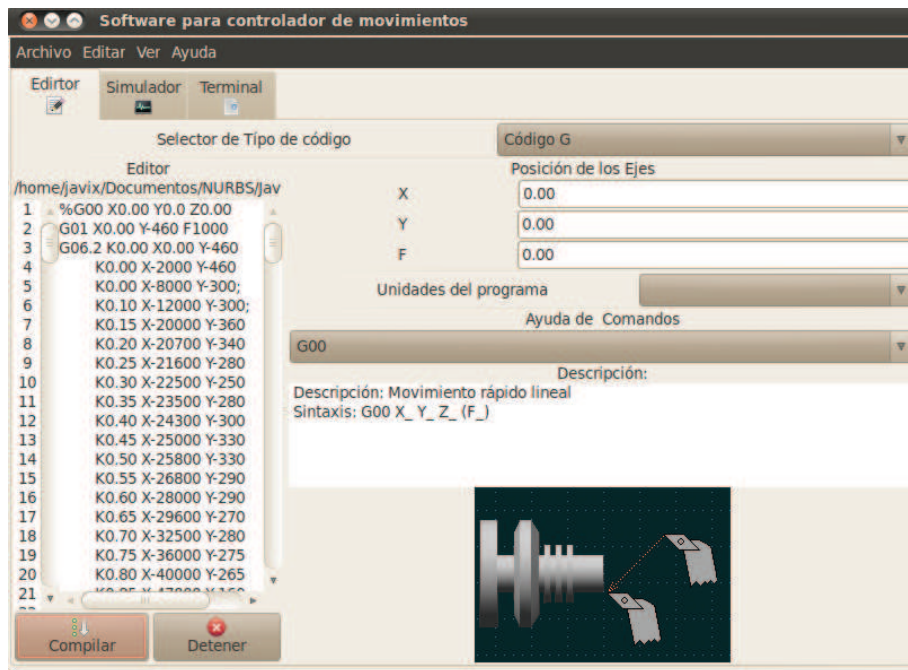 Software para controlador de movimientos
Archivo Editar Ver Ayuda
Edirtor Simulador Terminal
Selector de Tipo de código Código G
Editor
/home/javix/Documentos/NURBS/Jav
1 %G00 X0.00 Y0.0 Z0.00
2 G01 X0.00 Y-460 F1000
3 G06.2 K0.00 X0.00 Y-460
4 K0.00 X-2000 Y-460
5 K0.00 X-8000 Y-300;
6 K0.10 X-12000 Y-300;
7 K0.15 X-20000 Y-360
8 K0.20 X-20700 Y-340
9 K0.25 X-21600 Y-280
10 K0.30 X-22500 Y-250
11 K0.35 X-23500 Y-280
12 K0.40 X-24300 Y-300
13 K0.45 X-25000 Y-330
14 K0.50 X-25800 Y-330
15 K0.55 X-26800 Y-290
16 K0.60 X-28000 Y-290
17 K0.65 X-29600 Y-270
18 K0.70 X-32500 Y-280
19 K0.75 X-36000 Y-275
20 K0.80 X-40000 Y-265
21
Compilar Detener
Posición de los Ejes
X 0.00
Y 0.00
F 0.00
Unidades del programa
Ayuda de Comandos
G00
Descripción:
Descripción: Movimiento rápido lineal
Sintaxis: G00 X_ Y_ Z_ (F_)